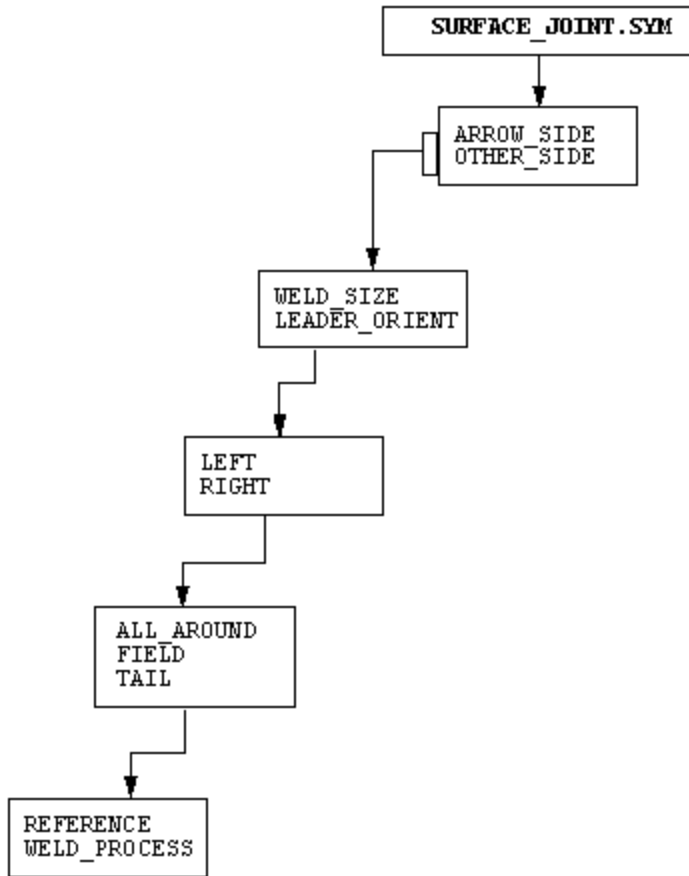 SURFACE_JOINT.SYM
ARROW_SIDE
OTHER_SIDE
WELD_SIZE
LEADER_ORIENT
LEFT
RIGHT
ALL_AROUND
FIELD
TAIL
REFERENCE
WELD_PROCESS